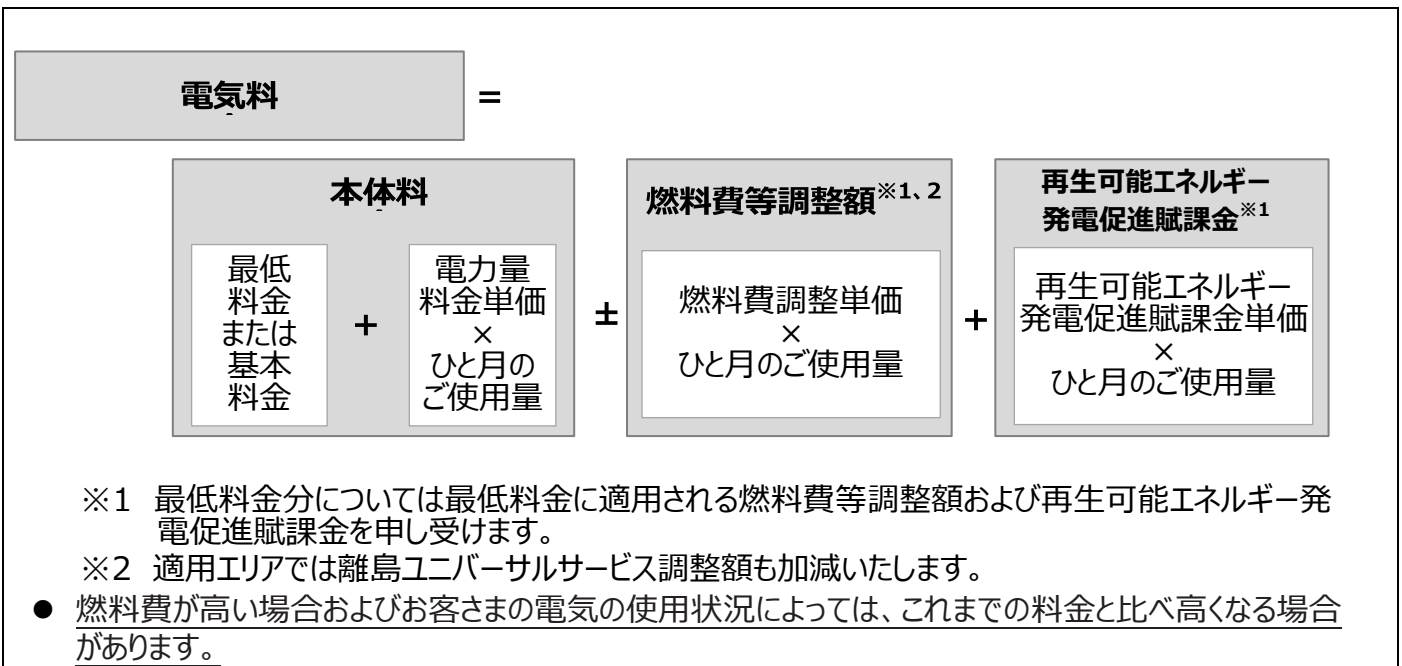 電気料
=
本体料
最低
料金
または
基本
料金
+
電力量
料金単価
×
ひと月の
ご使用量
±
燃料費等調整額※1、2
燃料費調整単価
×
ひと月のご使用量
+
再生可能エネルギー
発電促進賦課金※1
再生可能エネルギー
発電促進賦課金単価
×
ひと月のご使用量
※1 最低料金分については最低料金に適用される燃料費等調整額および再生可能エネルギー発
電促進賦課金を申し受けます。
※2 適用エリアでは離島ユニバーサルサービス調整額も加減いたします。
● 燃料費が高い場合およびお客さまの電気の使用状況によっては、これまでの料金と比べ高くなる場合
があります。